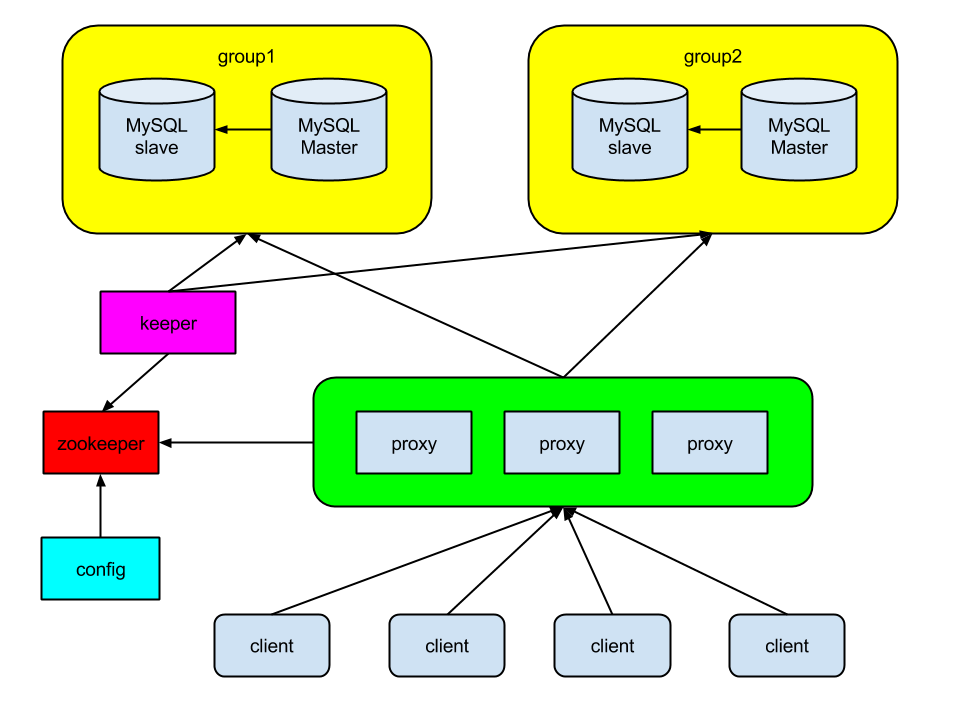 group1
MySQL
slave
MySQL
Master
group2
MySQL
slave
MySQL
Master
keeper
zookeeper
proxy
proxy
proxy
config
client
client
client
client